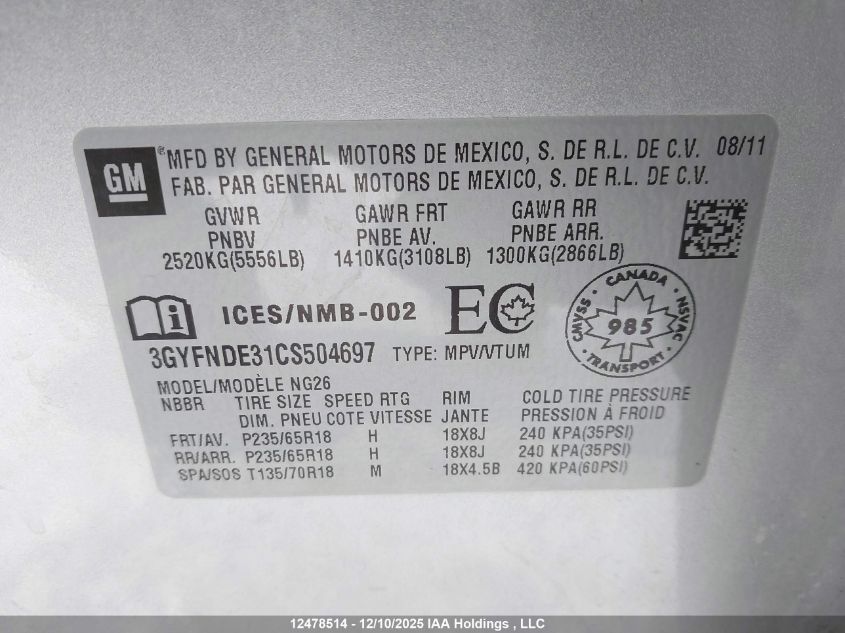 GM
®MFD BY GENERAL MOTORS DE MEXICO, S. DE R.L. DE C.V. 08/11
FAB. PAR GENERAL MOTORS DE MEXICO, S. DE R.L. DE C.V.
GVWR GAWR FRT GAWR RR
PNBV PNBE AV. PNBE ARR.
2520KG(5556LB) 1410KG(3108LB) 1300KG(2866LB)
i ICES/NMB-002 EC
CANADA
CMVSS 985 NSVAC
TRANSPORT
3GYFNDE31CS504697 TYPE: MPV/VTUM
MODEL/MODÈLE NG26
NBBR TIRE SIZE SPEED RTG RIM COLD TIRE PRESSURE
DIM. PNEU COTE VITESSE JANTE PRESSION À FROID
FRT/AV. P235/65R18 H 18X8J 240 KPA(35PSI)
RR/ARR. P235/65R18 H 18X8J 240 KPA(35PSI)
SPA/SOS T135/70R18 M 18X4.5B 420 KPA(60PSI)
12478514 - 12/10/2025 IAA Holdings , LLC